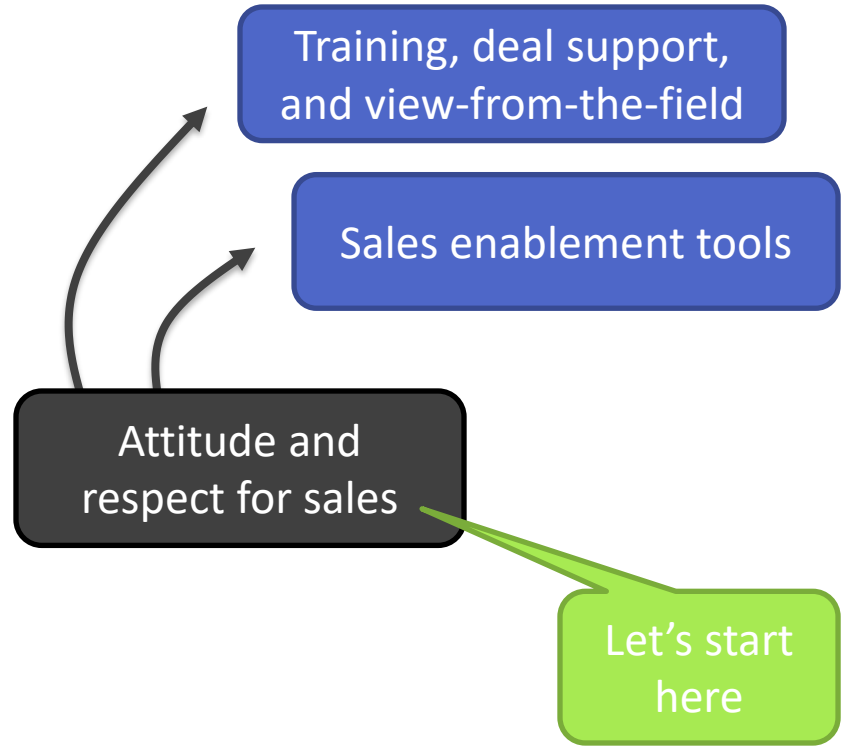 Training, deal support,
and view-from-the-field
Sales enablement tools
Attitude and
respect for sales
Let’s start
here